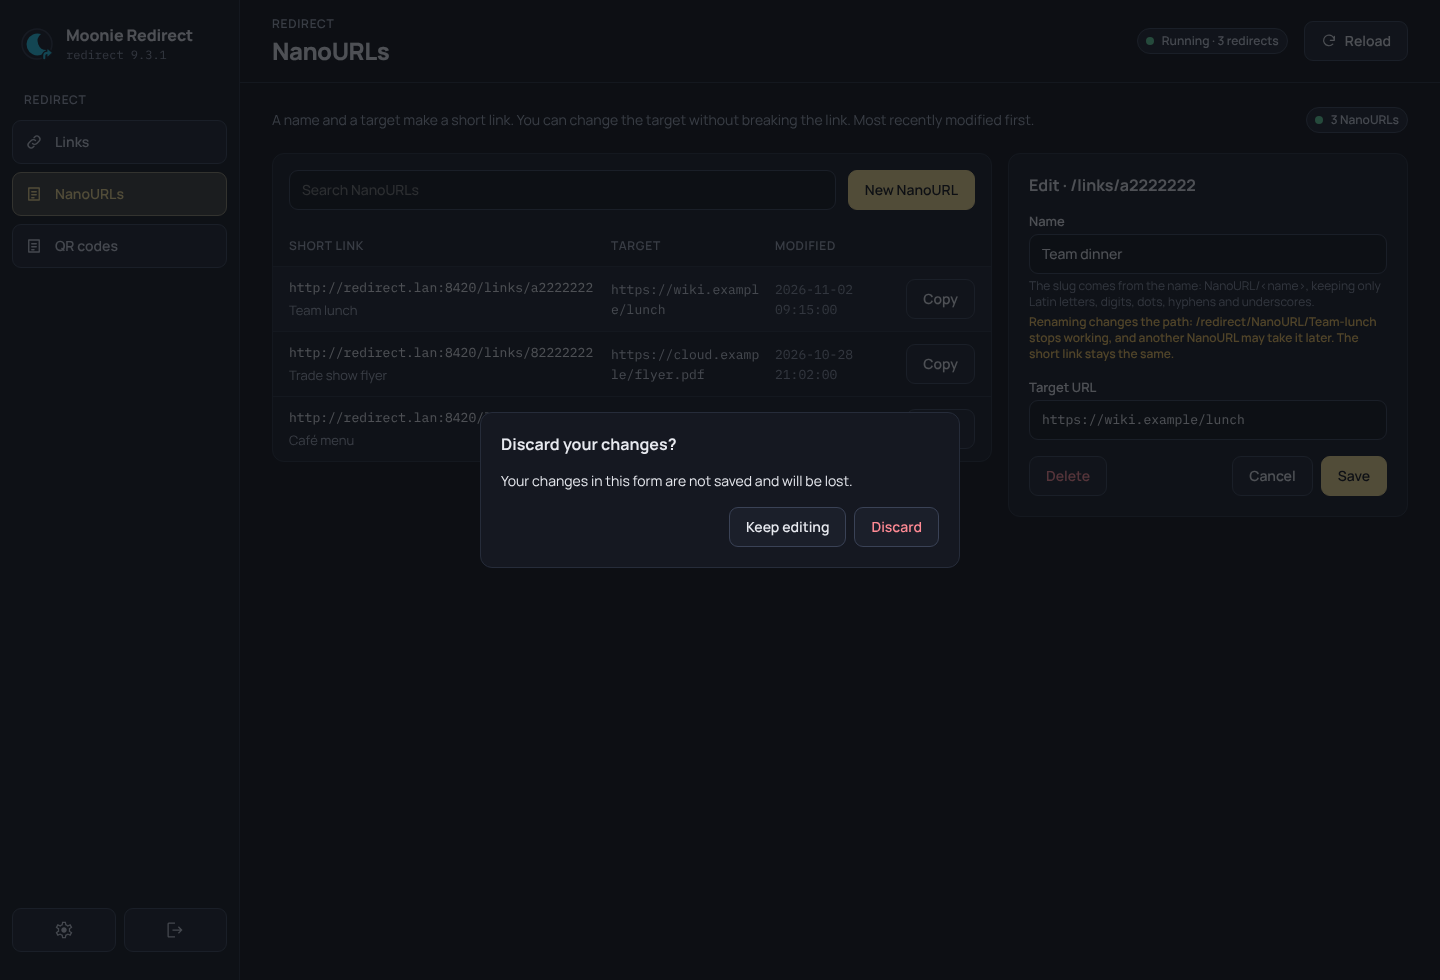 Moonie Redirect
redirect 9.3.1
REDIRECT
Links
NanoURLs
QR codes
REDIRECT
NanoURLs
Running · 3 redirects
Reload
A name and a target make a short link. You can change the target without breaking the link. Most recently modified first.
3 NanoURLs
Search NanoURLs
New NanoURL
SHORT LINK
TARGET
MODIFIED
http://redirect.lan:8420/links/a2222222
Team lunch
https://wiki.exampl
e/lunch
2026-11-02
09:15:00
Copy
http://redirect.lan:8420/links/82222222
Trade show flyer
https://cloud.examp
le/flyer.pdf
2026-10-28
21:02:00
Copy
http://redirect.lan:8420/
Café menu
Edit · /links/a2222222
Name
Team dinner
The slug comes from the name: NanoURL/<name>, keeping only
Latin letters, digits, dots, hyphens and underscores.
Renaming changes the path: /redirect/NanoURL/Team-lunch
stops working, and another NanoURL may take it later. The
short link stays the same.
Target URL
https://wiki.example/lunch
Delete
Cancel
Save
Discard your changes?
Your changes in this form are not saved and will be lost.
Keep editing
Discard